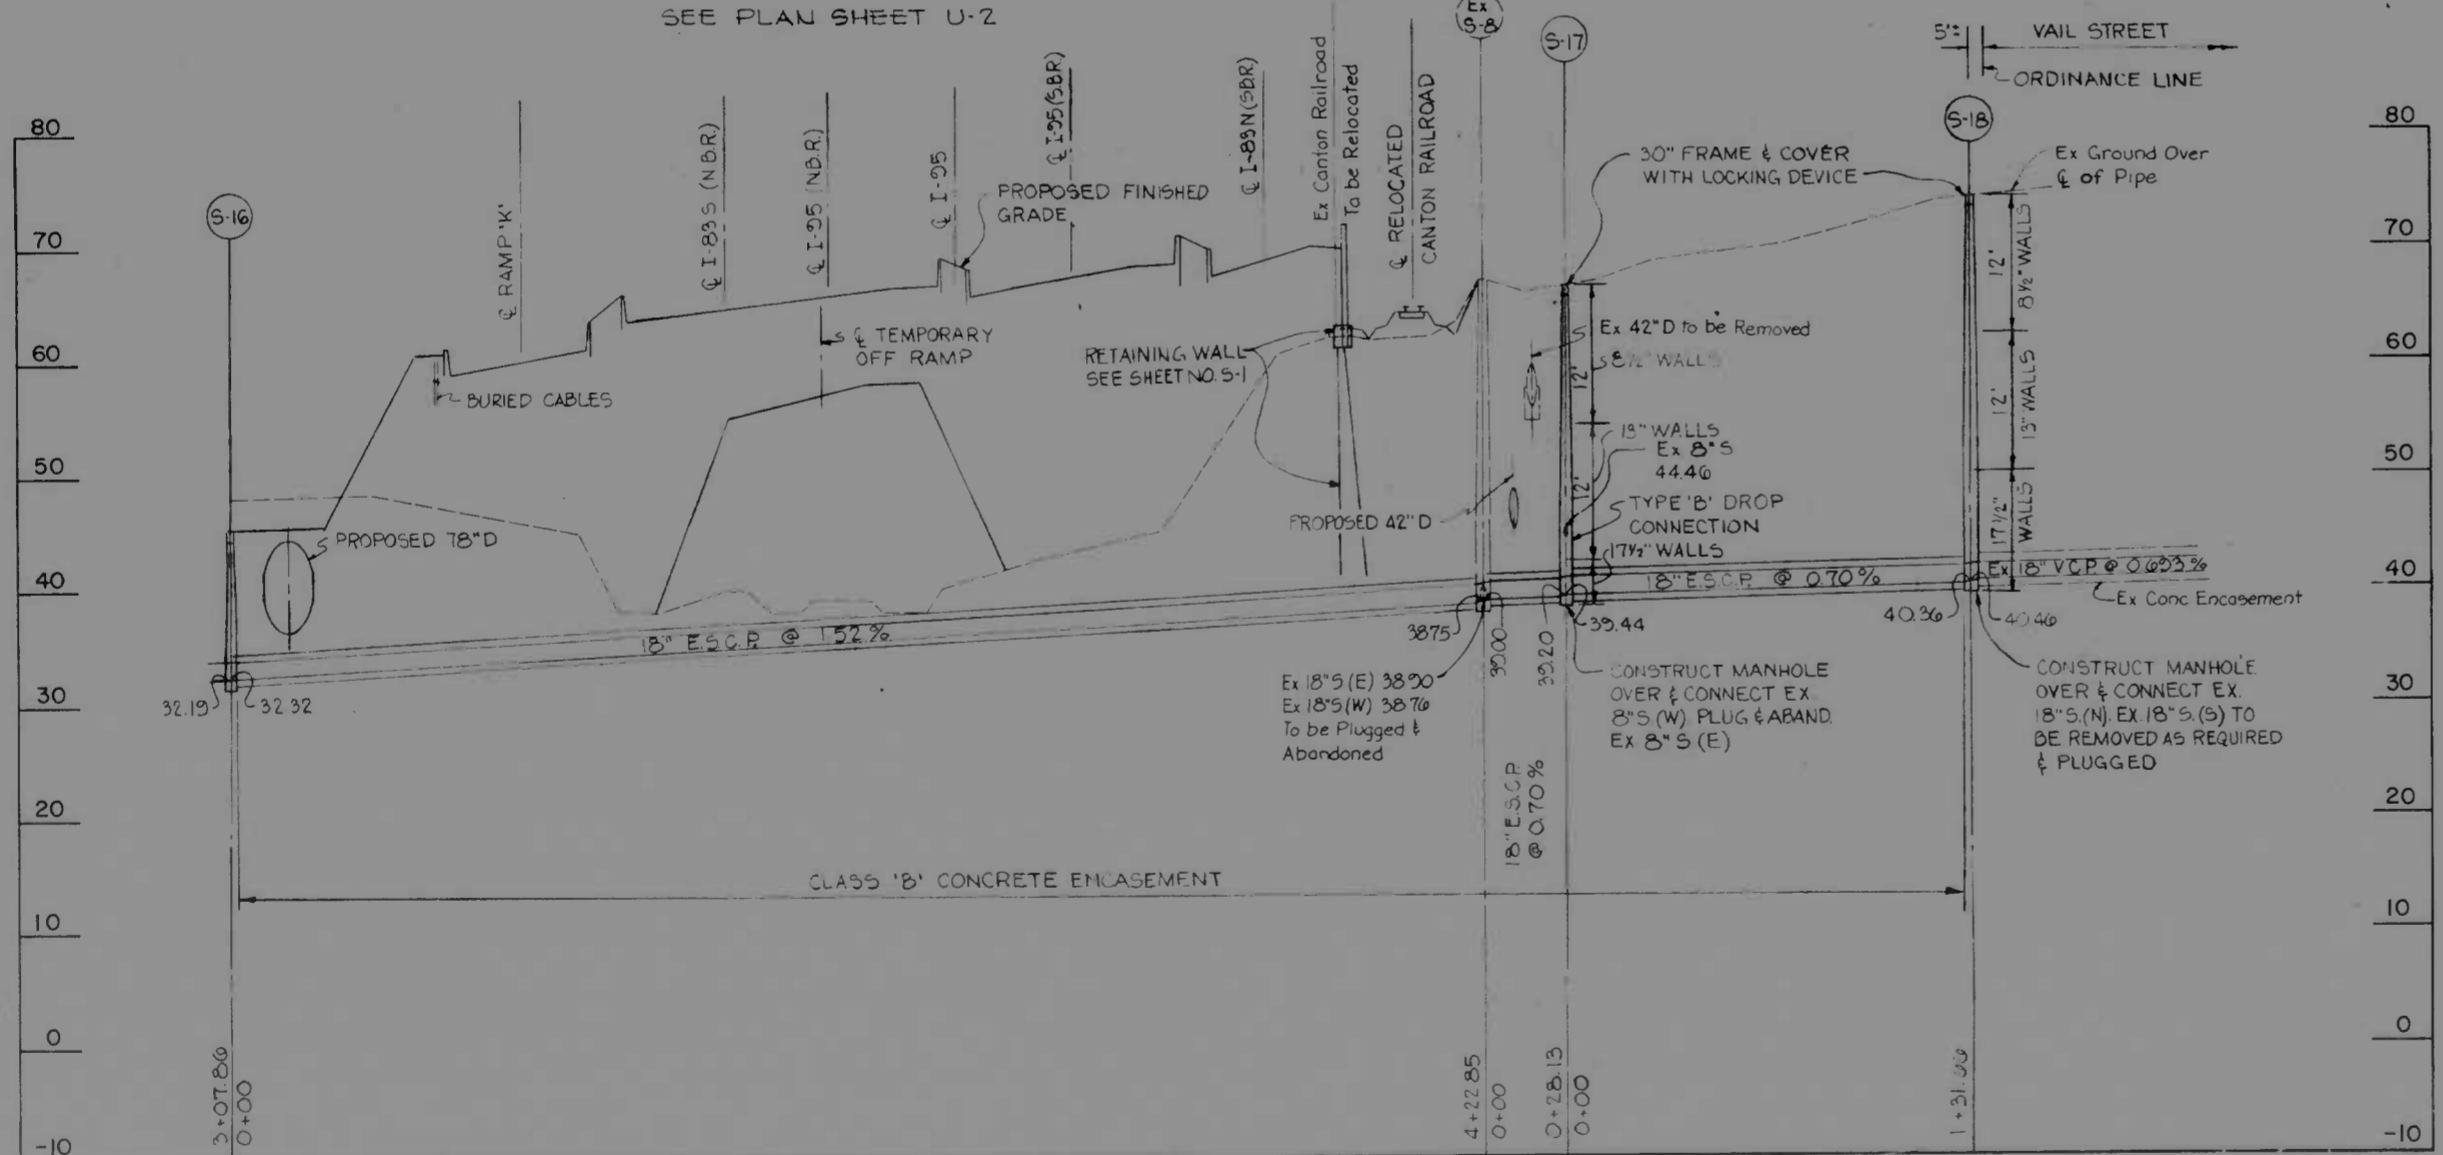 SEE PLAN SHEET U-2
Ex
S-8
S-17
5'±
VAIL STREET
ORDINANCE LINE
80
70
60
50
40
30
20
10
0
-10
S-16
℄ RAMP 'K'
℄ I-83 S (N.B.R.)
℄ I-95 (N.B.R.)
℄ I-95
℄ I-95 (S.B.R.)
℄ I-83N (SBR)
Ex Canton Railroad
To be Relocated
℄ RELOCATED
CANTON RAILROAD
PROPOSED FINISHED
GRADE
℄ TEMPORARY
OFF RAMP
BURIED CABLES
PROPOSED 78"D
RETAINING WALL
SEE SHEET NO. S-1
PROPOSED 42"D
30" FRAME & COVER
WITH LOCKING DEVICE
Ex 42"D to be Removed
8½" WALLS
12'
13" WALLS
Ex 8"S
44.46
12'
TYPE 'B' DROP
CONNECTION
17½" WALLS
S-18
Ex Ground Over
℄ of Pipe
12'
8½" WALLS
12'
13" WALLS
17½"
WALLS
80
70
60
50
40
30
20
10
0
-10
18" E.S.C.P. @ 1.52%
18" E.S.C.P. @ 0.70%
Ex 18" V.C.P. @ 0.693%
Ex Conc Encasement
32.19
32.32
38.75
39.00
39.20
39.44
40.36
40.46
Ex 18"S (E) 38.90
Ex 18"S (W) 38.76
To be Plugged &
Abandoned
CONSTRUCT MANHOLE
OVER & CONNECT EX
8"S (W). PLUG & ABAND.
EX 8"S (E)
CONSTRUCT MANHOLE
OVER & CONNECT EX.
18"S.(N). EX. 18"S.(S) TO
BE REMOVED AS REQUIRED
& PLUGGED
18" E.S.C.P.
@ 0.70%
CLASS 'B' CONCRETE ENCASEMENT
3+07.86
0+00
4+22.85
0+00
0+28.13
0+00